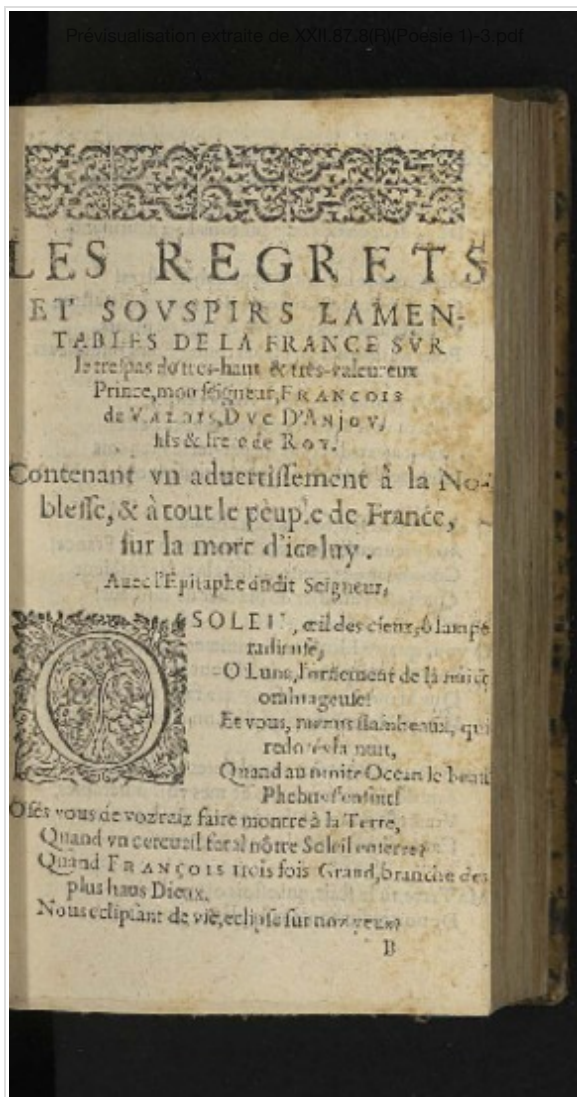 Prévisualisation extraite de XXII.87.8(R)(Poésie 1)-3.pdf
LES REGRETS
ET SOVSPIRS LAMEN-
TABLES DE LA FRANCE SVR
le trespas de tres-haut & tres-valeureux
Prince, mon seigneur, FRANCOIS
de VALOIS, DVC D'ANJOV,
fils & frere de ROY.
Contenant vn aduertissement à la No-
blesse, & à tout le peuple de France,
sur la mort d'iceluy.
Auec l'Epitaphe dudit Seigneur,
O SOLEIL, œil des cieux, ô lampe
radieuse,
O Lune, l'ornement de la nuict
ombrageuse!
Et vous, menus flambeaux, qui
redorés la nuit,
Quand au moite Ocean le beau
Phebus s'enfuit!
Osés vous de voz raiz faire montre à la Terre,
Quand vn cercueil fatal nôtre Soleil enterre?
Quand FRANÇOIS trois fois Grand, branche des
plus haus Dieux.
Nous eclipsant de vie, eclipse sur noz yeux?
B